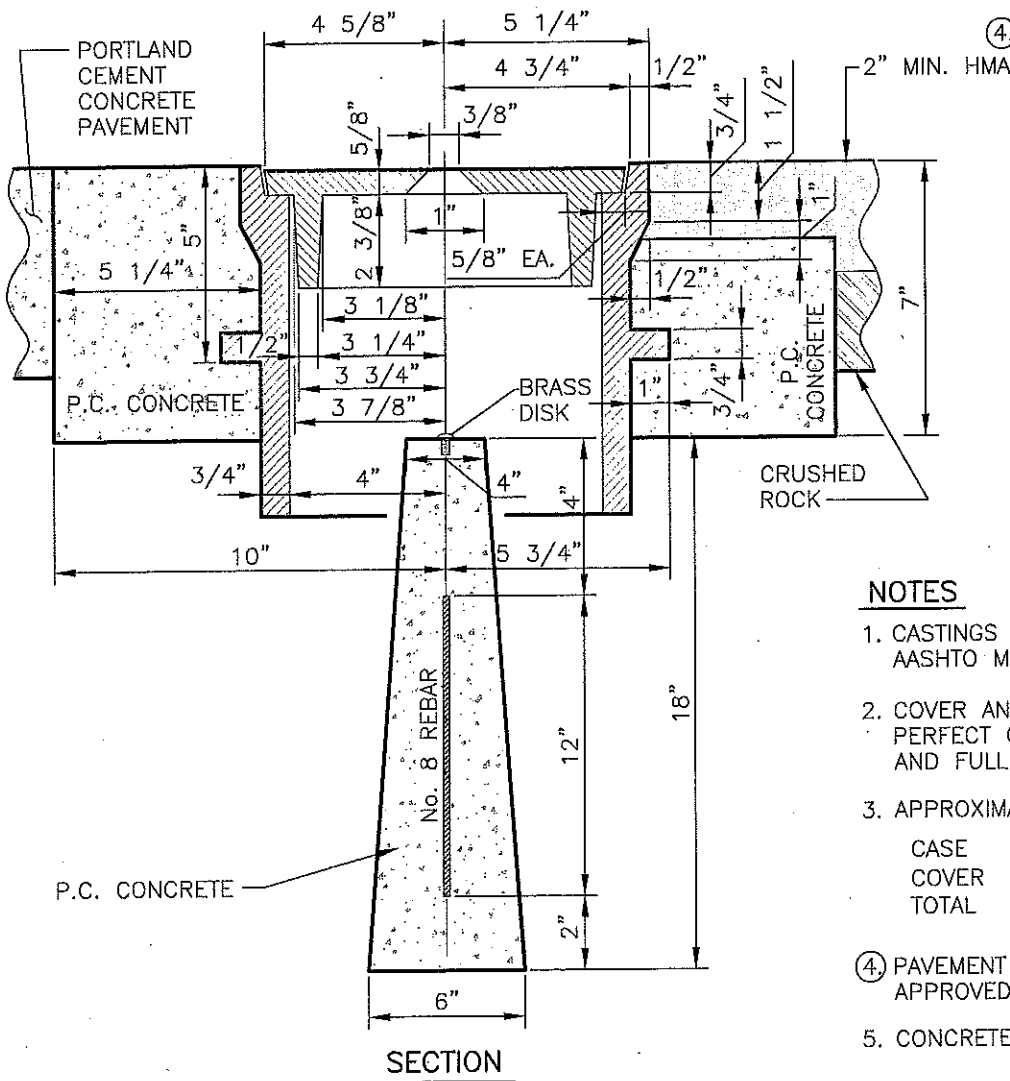 4 5/8"
5 1/4"
④.
PORTLAND
CEMENT
CONCRETE
PAVEMENT
4 3/4"
1/2"
2" MIN. HMA
3/4"
1 1/2"
5/8"
3/8"
5"
2 3/8"
1"
1"
5 1/4"
5/8" EA.
1/2"
7"
3 1/8"
1/2"
3 1/4"
3 3/4"
3 7/8"
P.C. CONCRETE
BRASS
DISK
1"
3/4"
P.C.
CONCRETE
CRUSHED
ROCK
3/4"
4"
4"
4"
10"
5 3/4"
NOTES
1. CASTINGS
AASHTO M
2. COVER AN
PERFECT
AND FULL
3. APPROXIMA
CASE
COVER
TOTAL
No. 8 REBAR
12"
18"
P.C. CONCRETE
2"
④. PAVEMENT
APPROVED
6"
5. CONCRETE
SECTION